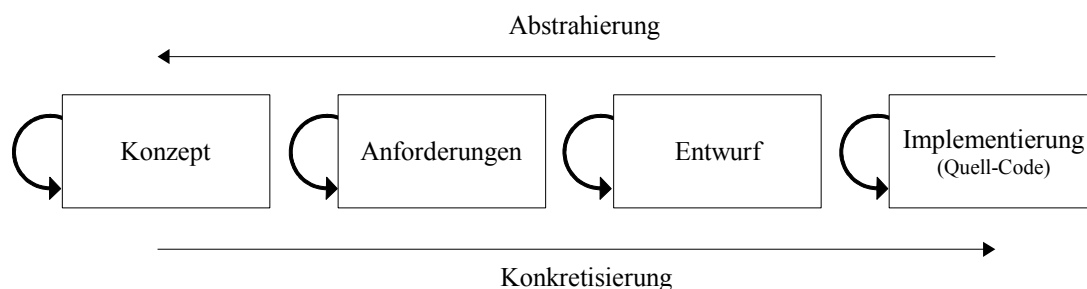 Abstrahierung
Konzept
Anforderungen
Entwurf
Implementierung
(Quell-Code)
Konkretisierung